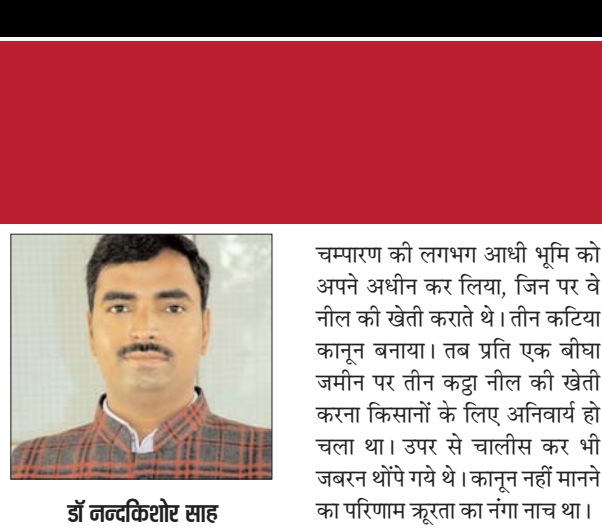 डॉ नन्दकिशोर साह
चम्पारण की लगभग आधी भूमि को
अपने अधीन कर लिया, जिन पर वे
नील की खेती कराते थे। तीन कटिया
कानून बनाया। तब प्रति एक बीघा
जमीन पर तीन कट्ठा नील की खेती
करना किसानों के लिए अनिवार्य हो
चला था। उपर से चालीस कर भी
जबरन थोंपे गये थे। कानून नहीं मानने
का परिणाम क्रूरता का नंगा नाच था।